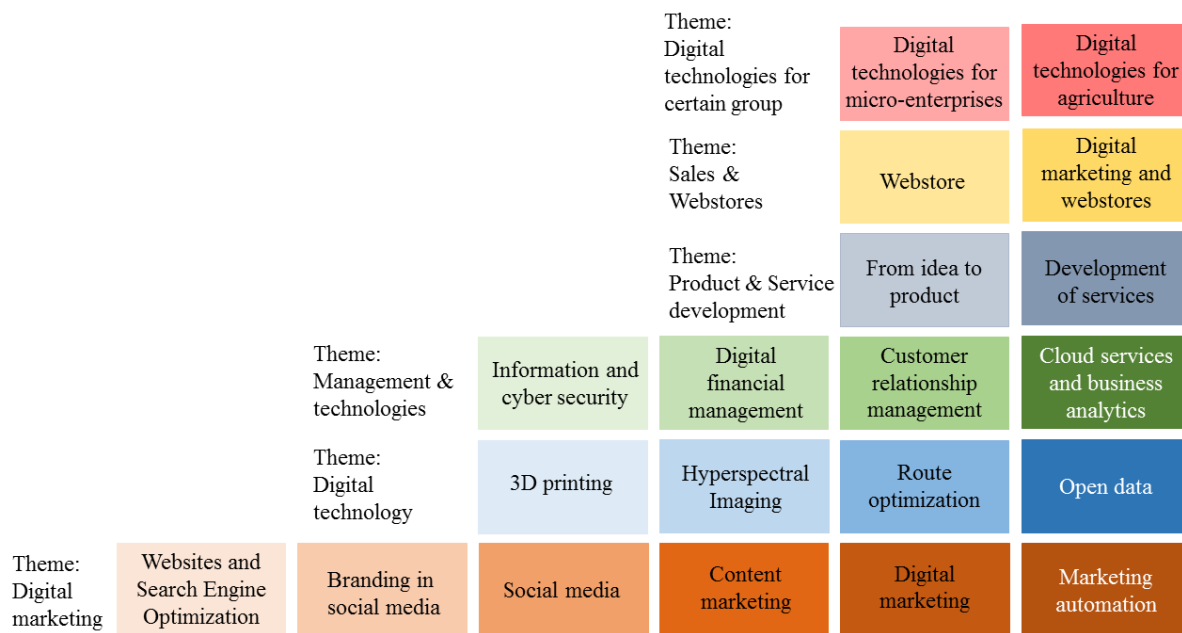 Theme:
Digital
technologies for
certain group
Digital
technologies for
micro-enterprises
Digital
technologies for
agriculture
Theme:
Sales &
Webstores
Webstore
Digital
marketing and
webstores
Theme:
Product & Service
development
From idea to
product
Development
of services
Theme:
Management &
technologies
Information and
cyber security
Digital
financial
management
Customer
relationship
management
Cloud services
and business
analytics
Theme:
Digital
technology
3D printing
Hyperspectral
Imaging
Route
optimization
Open data
Theme:
Digital
marketing
Websites and
Search Engine
Optimization
Branding in
social media
Social media
Content
marketing
Digital
marketing
Marketing
automation